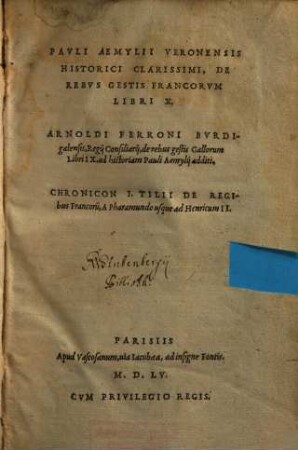 PAVLI AEMYLII VERONENSIS
HISTORICI CLARISSIMI, DE
REBVS GESTIS FRANCORVM
LIBRI X.
ARNOLDI FERRONI BVRDI-
galensis, Regij Consiliarij, de rebus gestis Gallorum
Libri IX. ad historiam Pauli Aemylij additi.
CHRONICON I. TILII DE REGI-
bus Francorū, A Pharamundo usque ad Henricum II.
PARISIIS
Apud Vascosanum, uia Iacobæa, ad insigne Fontis.
M. D. LV.
CVM PRIVILEGIO REGIS.